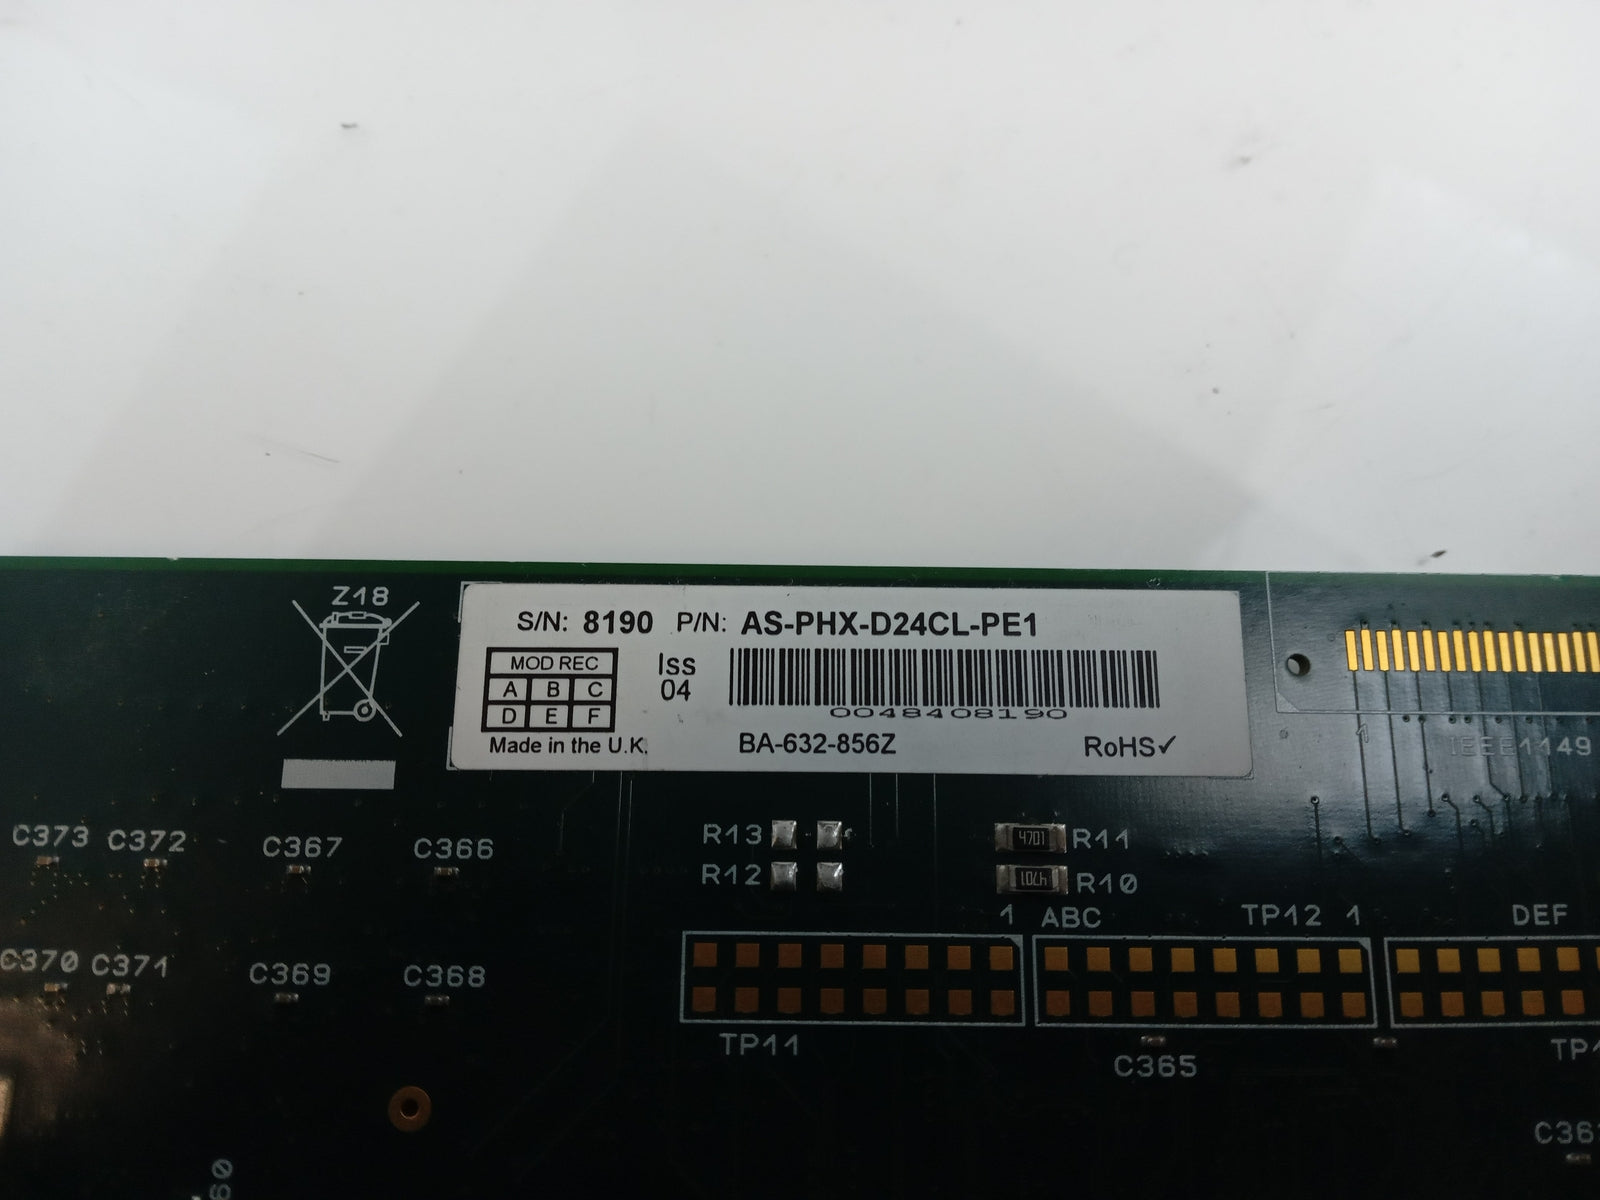 Z18
S/N: 8190 P/N: AS-PHX-D24CL-PE1
MOD REC
A B C
D E F
Iss
04
0048408190
Made in the U.K.
BA-632-856Z
RoHS✓
1
IEEE1149
C373 C372 C367 C366
R13
R12
4701 R11
4701 R10
1 ABC TP12 1 DEF
C370 C371 C369 C368
TP11
C365
60